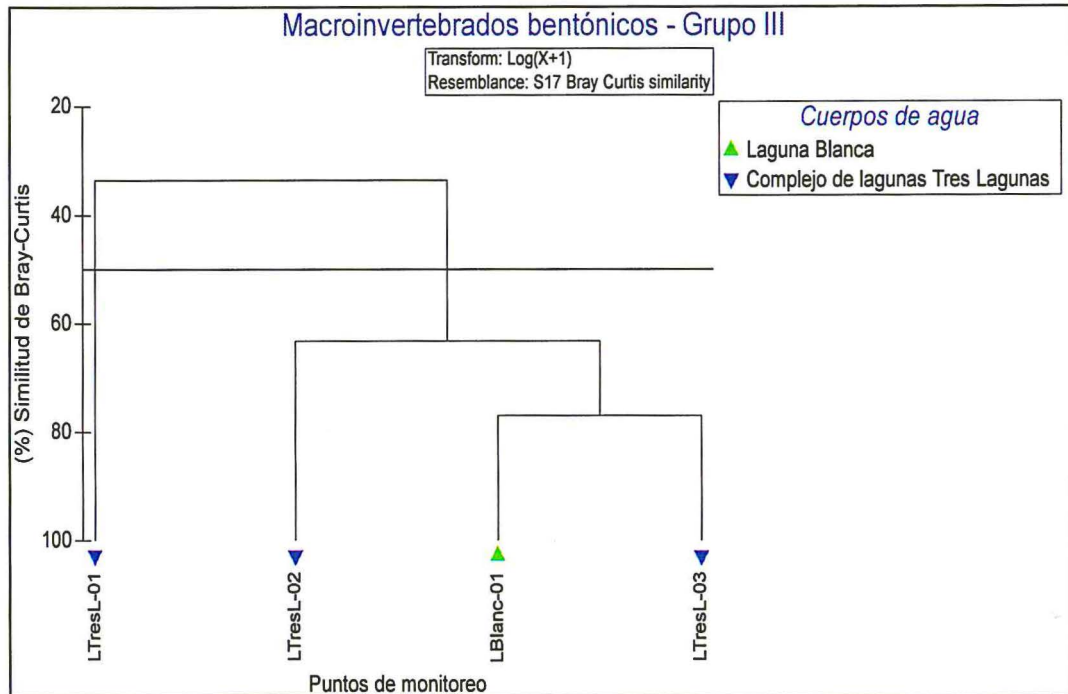 Macroinvertebrados bentónicos - Grupo III
Transform: Log(X+1)
Resemblance: S17 Bray Curtis similarity
Cuerpos de agua
Laguna Blanca
Complejo de lagunas Tres Lagunas
(%) Similitud de Bray-Curtis
20
40
60
80
100
LTresL-01
LTresL-02
LBlanc-01
LTresL-03
Puntos de monitoreo